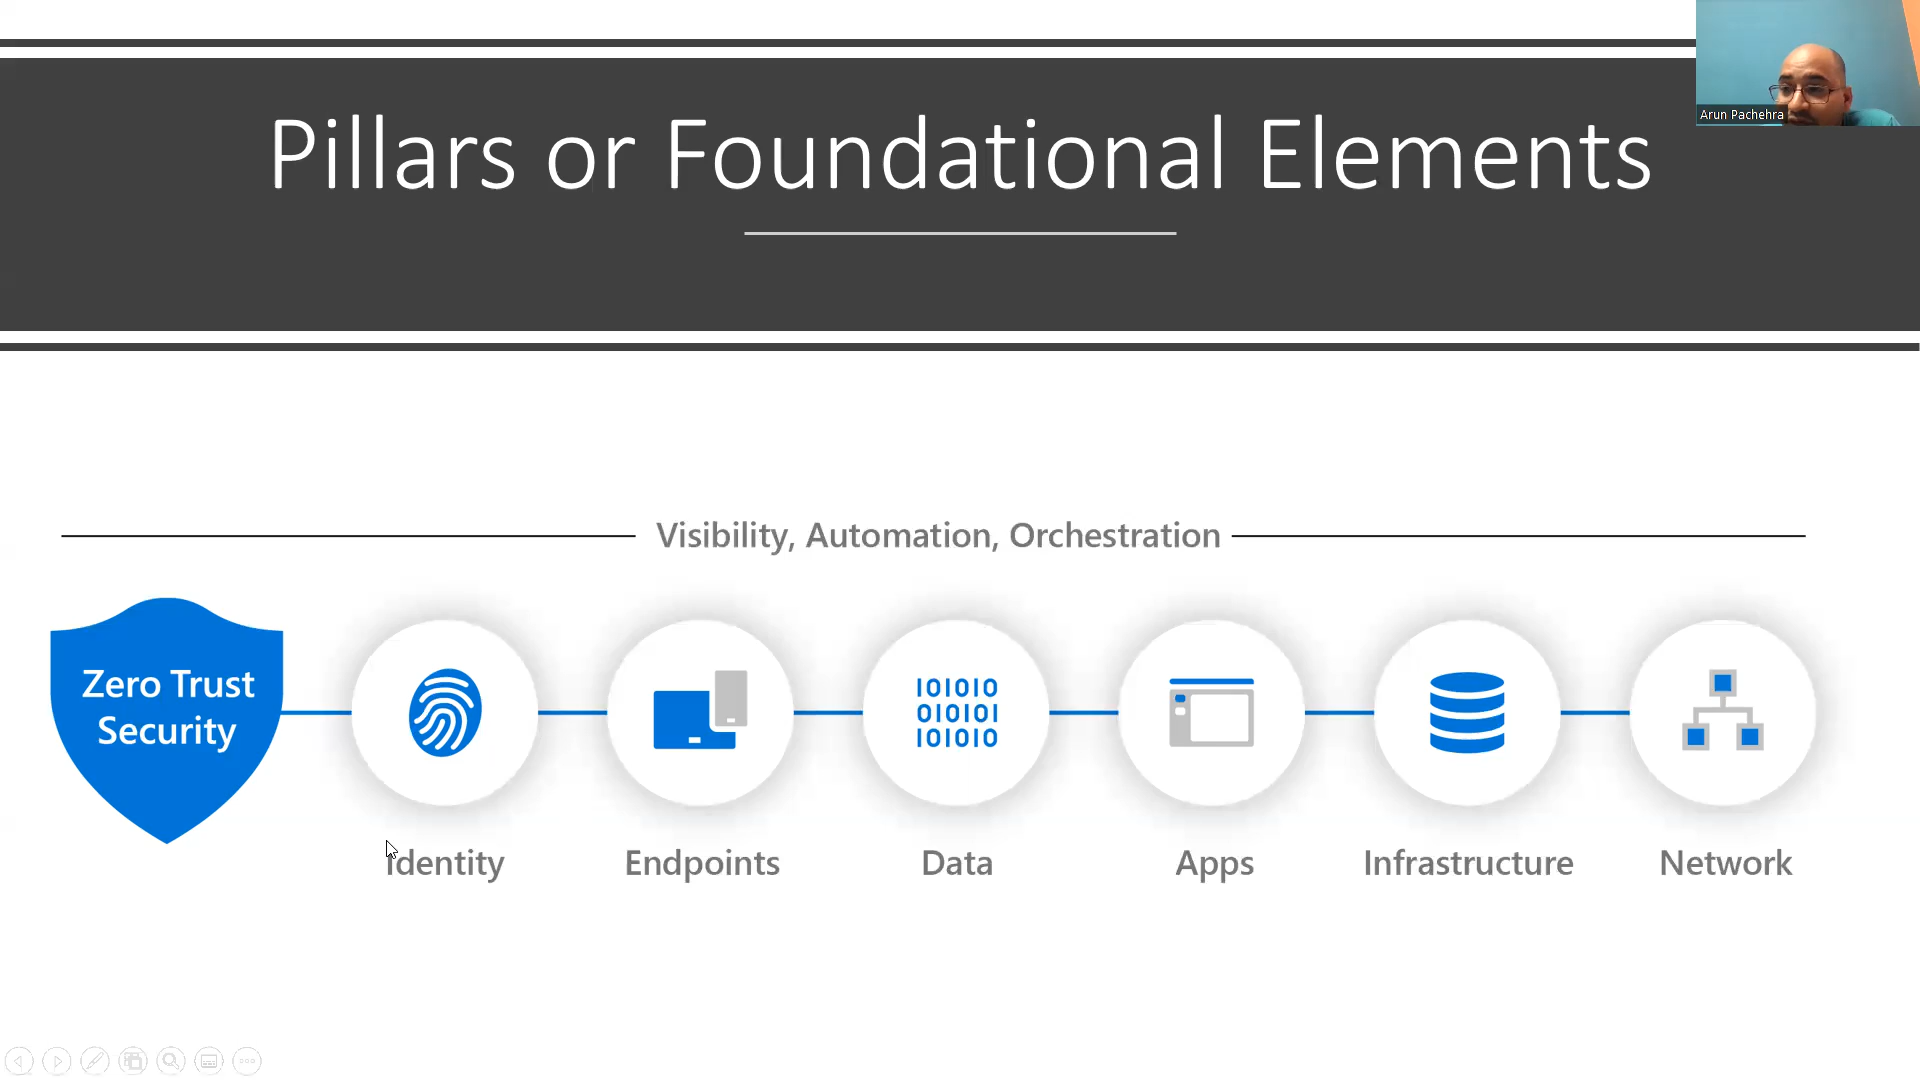 Pillars or Foundational Elements
Arun Pachehra
Visibility, Automation, Orchestration
Zero Trust
Security
101010
010101
101010
Identity
Endpoints
Data
Apps
Infrastructure
Network